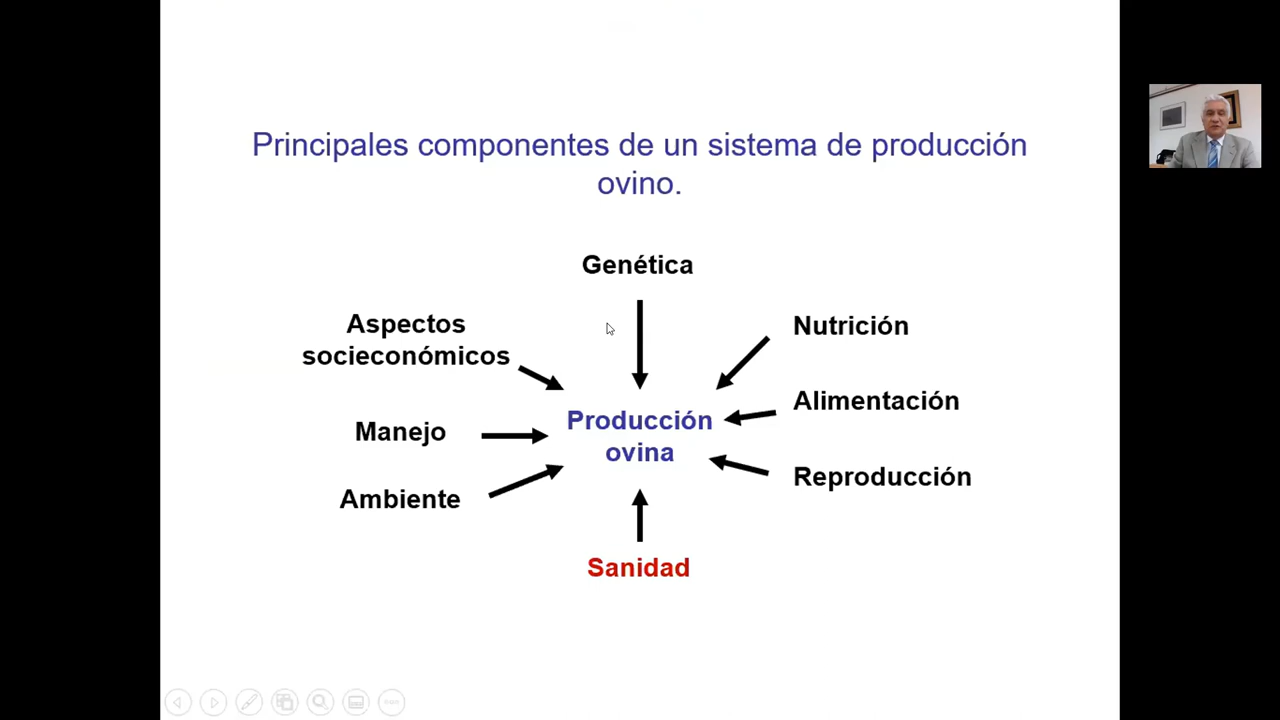 Principales componentes de un sistema de producción
ovino.
Genética
Aspectos
socieconómicos
Nutrición
Alimentación
Manejo
Producción
ovina
Reproducción
Ambiente
Sanidad